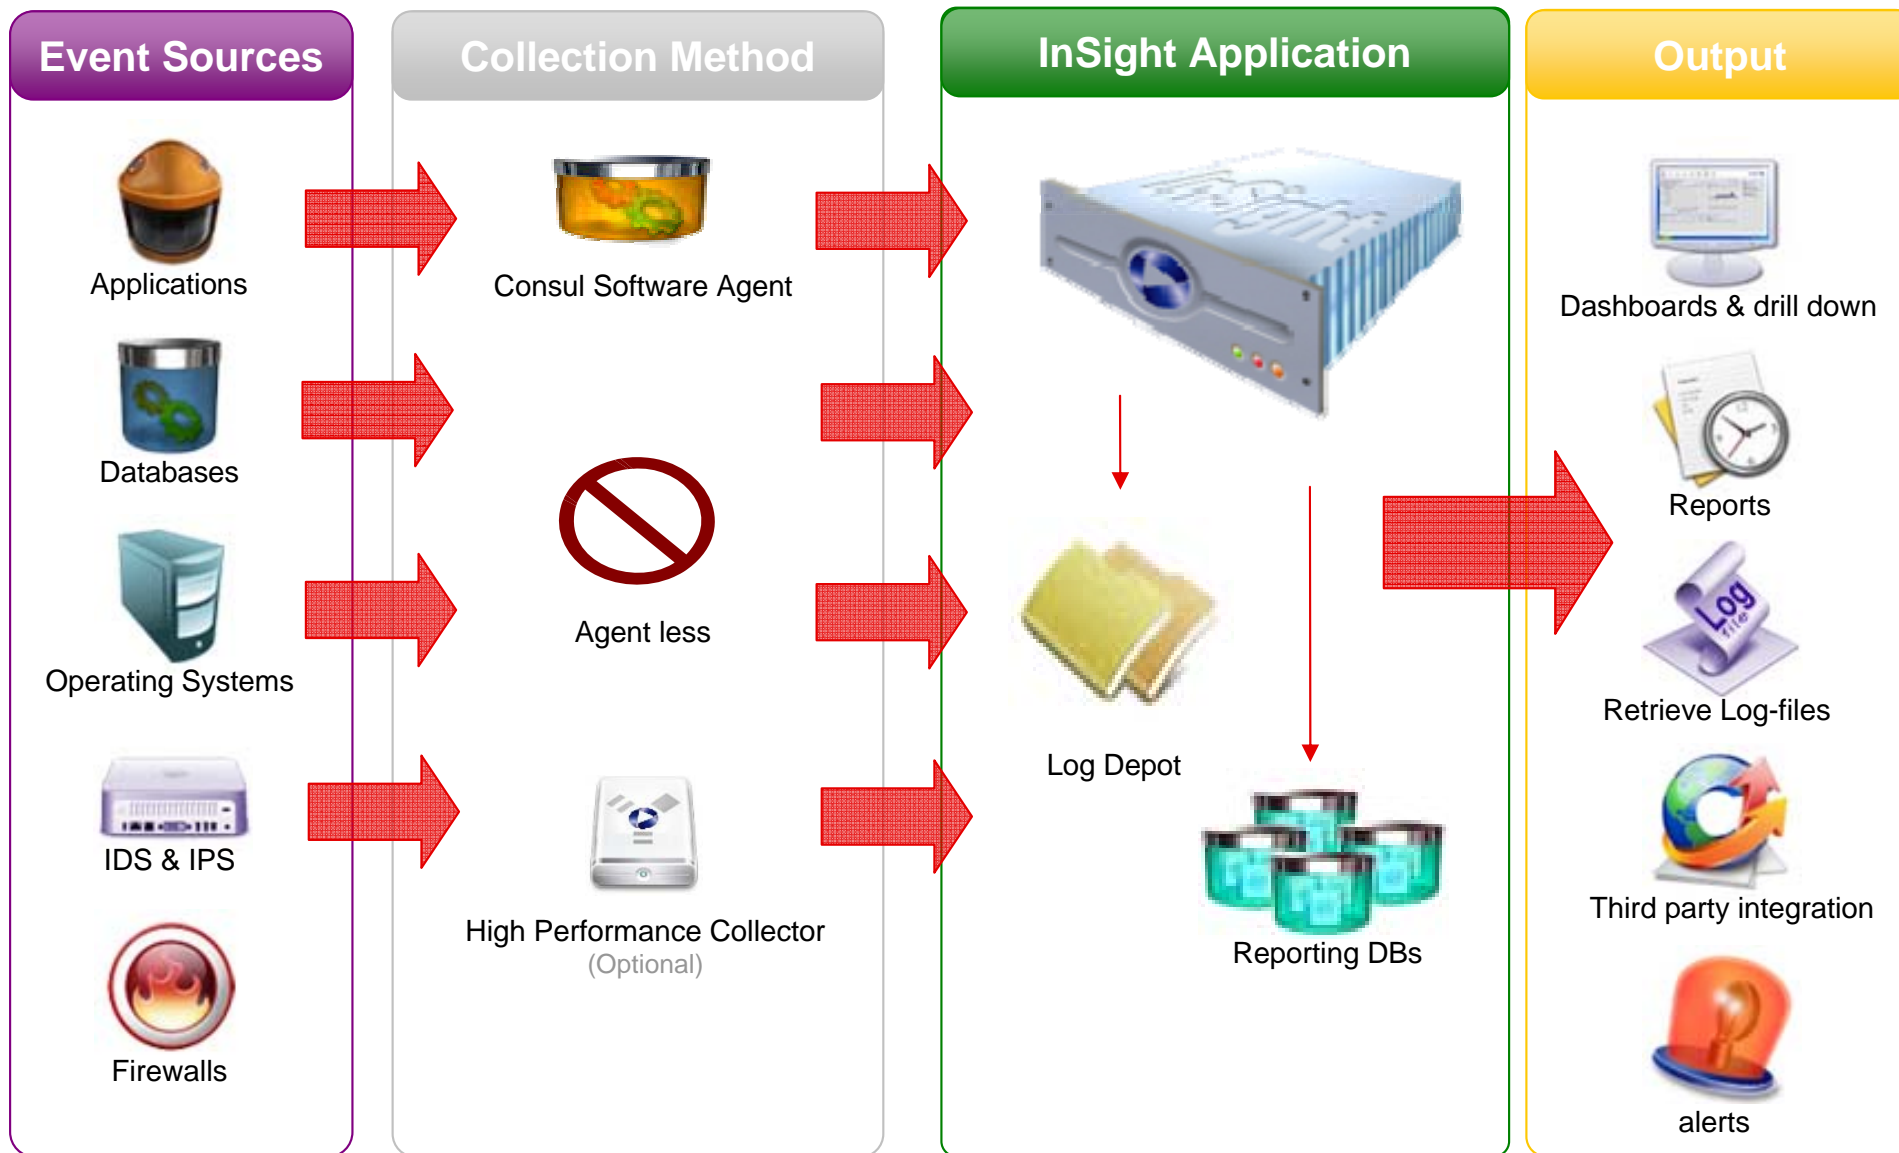 Event Sources
Applications
Databases
Operating Systems
IDS & IPS
Firewalls
Collection Method
Consul Software Agent
Agent less
High Performance Collector
(Optional)
InSight Application
Log Depot
Reporting DBs
Output
Dashboards & drill down
Reports
Log
file
Retrieve Log-files
Third party integration
alerts